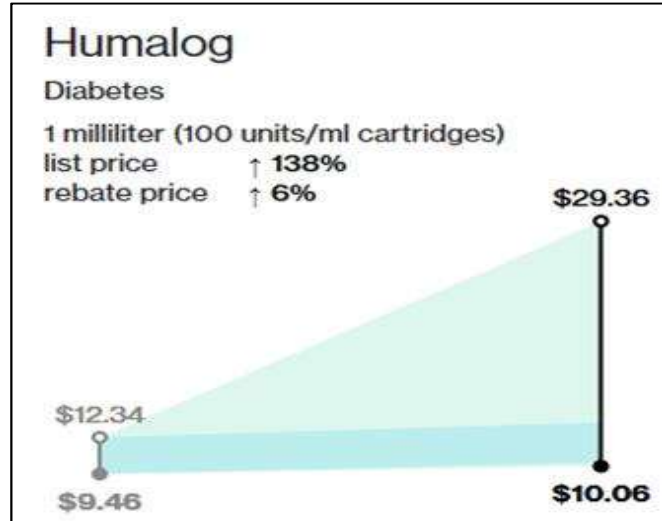 Humalog
Diabetes
1 milliliter (100 units/ml cartridges)
list price ↑ 138%
rebate price ↑ 6%
$29.36
$12.34
$9.46
$10.06